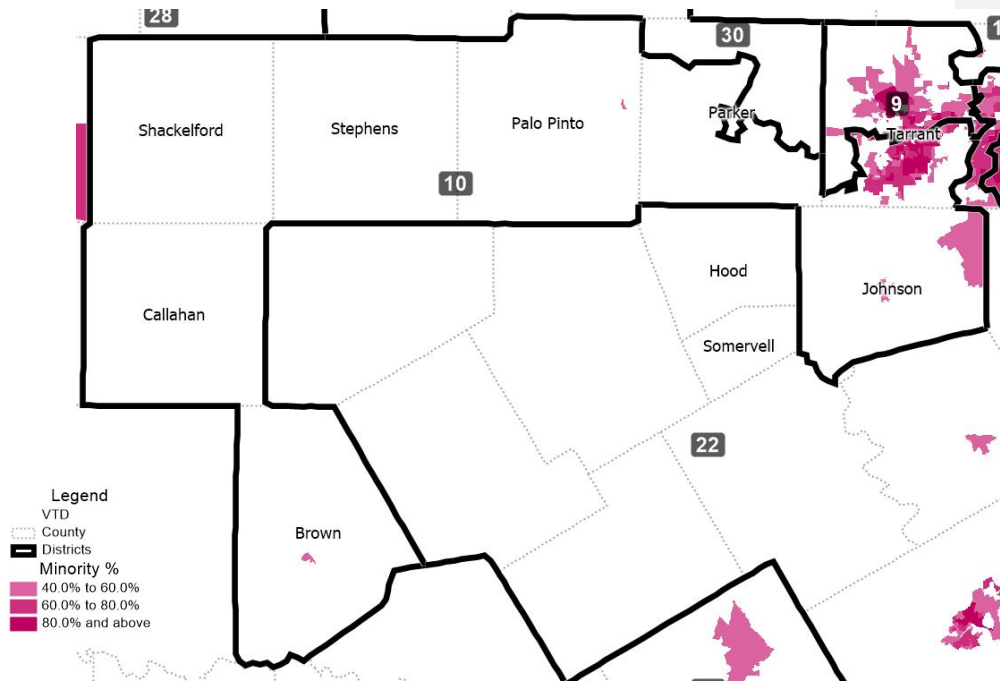 28
30
1
Shackelford
Stephens
Palo Pinto
Parker
9
Tarrant
10
Callahan
Hood
Johnson
Somervell
22
Brown
Legend
VTD
County
Districts
Minority %
40.0% to 60.0%
60.0% to 80.0%
80.0% and above